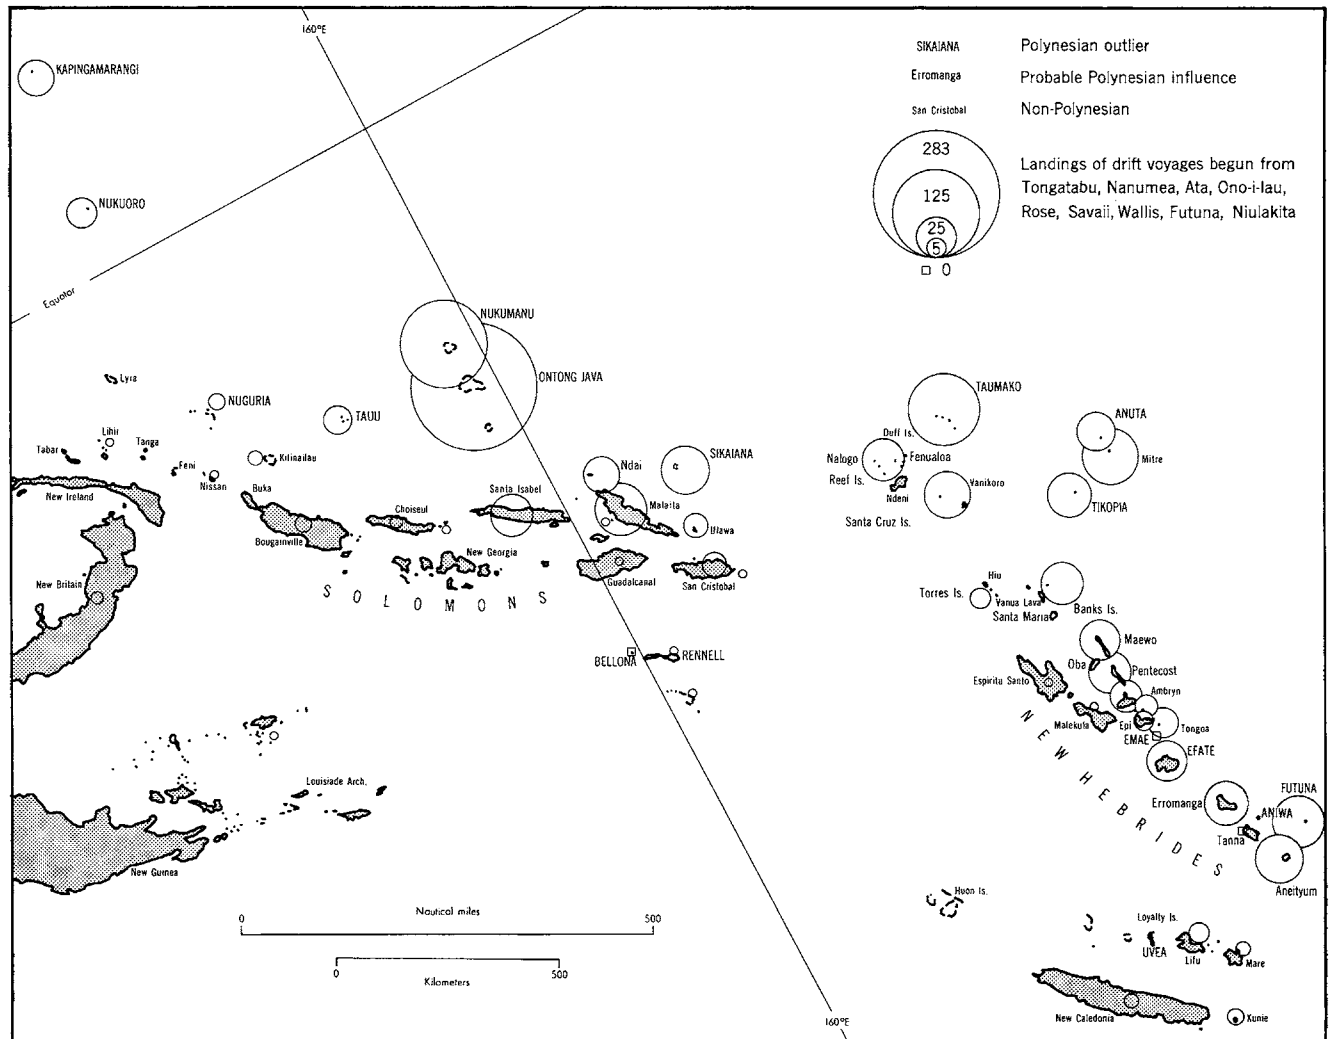 160°E
KAPINGAMARANGI
NUKUORO
Equator
SIKAIANA Polynesian outlier
Erromanga Probable Polynesian influence
San Cristobal Non-Polynesian
283
125
25
5
0
Landings of drift voyages begun from
Tongatabu, Nanumea, Ata, Ono-i-lau,
Rose, Savaii, Wallis, Futuna, Niulakita
NUKUMANU
ONTONG JAVA
Lyra
NUGURIA
TAUU
TAUMAKO
ANUTA
Duff Is.
Lihir
Tabar
Tanga
Feni
Kilinailau
Nissan
SIKAIANA
Ndai
Nalogo
Fenualoa
Mitre
Reef Is.
Ndeni
Vanikoro
TIKOPIA
Santa Cruz Is.
New Ireland
Buka
Choiseul
Santa Isabel
Malaita
Ulawa
Bougainville
New Georgia
Guadalcanal
San Cristobal
New Britain
SOLOMONS
Hiu
Torres Is.
Vanua Lava
Banks Is.
Santa Maria
BELLONA
RENNELL
Maewo
Oba
Pentecost
Espiritu Santo
Ambryn
Malekula
Epi
Tongoa
EMAE
EFATE
NEW HEBRIDES
Louisiade Arch.
Erromanga
FUTUNA
ANIWA
Tanna
Aneityum
New Guinea
Huon Is.
Nautical miles
0 500
0 500
Kilometers
Loyalty Is.
UVEA
Lifu
Mare
New Caledonia
Kunie
160°E